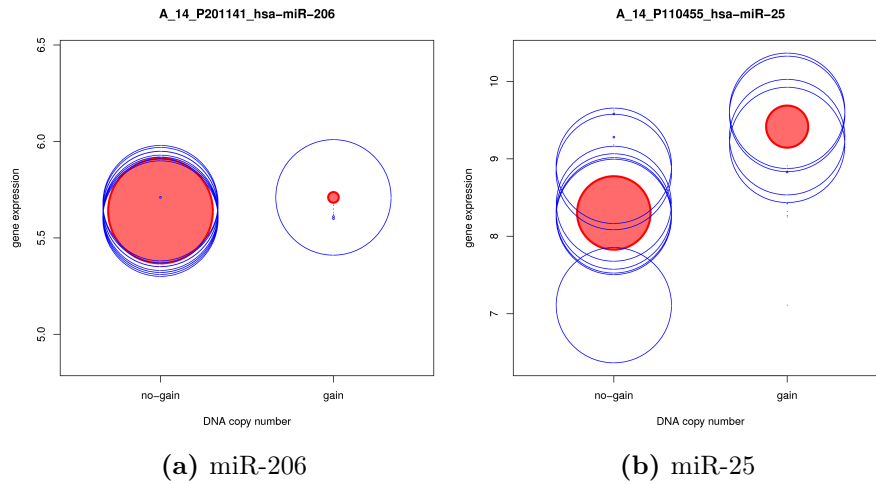 A_14_P201141_hsa−miR−206
gene expression
6.5
6.0
5.5
5.0
no−gain gain
DNA copy number
(a) miR-206
A_14_P110455_hsa−miR−25
gene expression
10
9
8
7
no−gain gain
DNA copy number
(b) miR-25